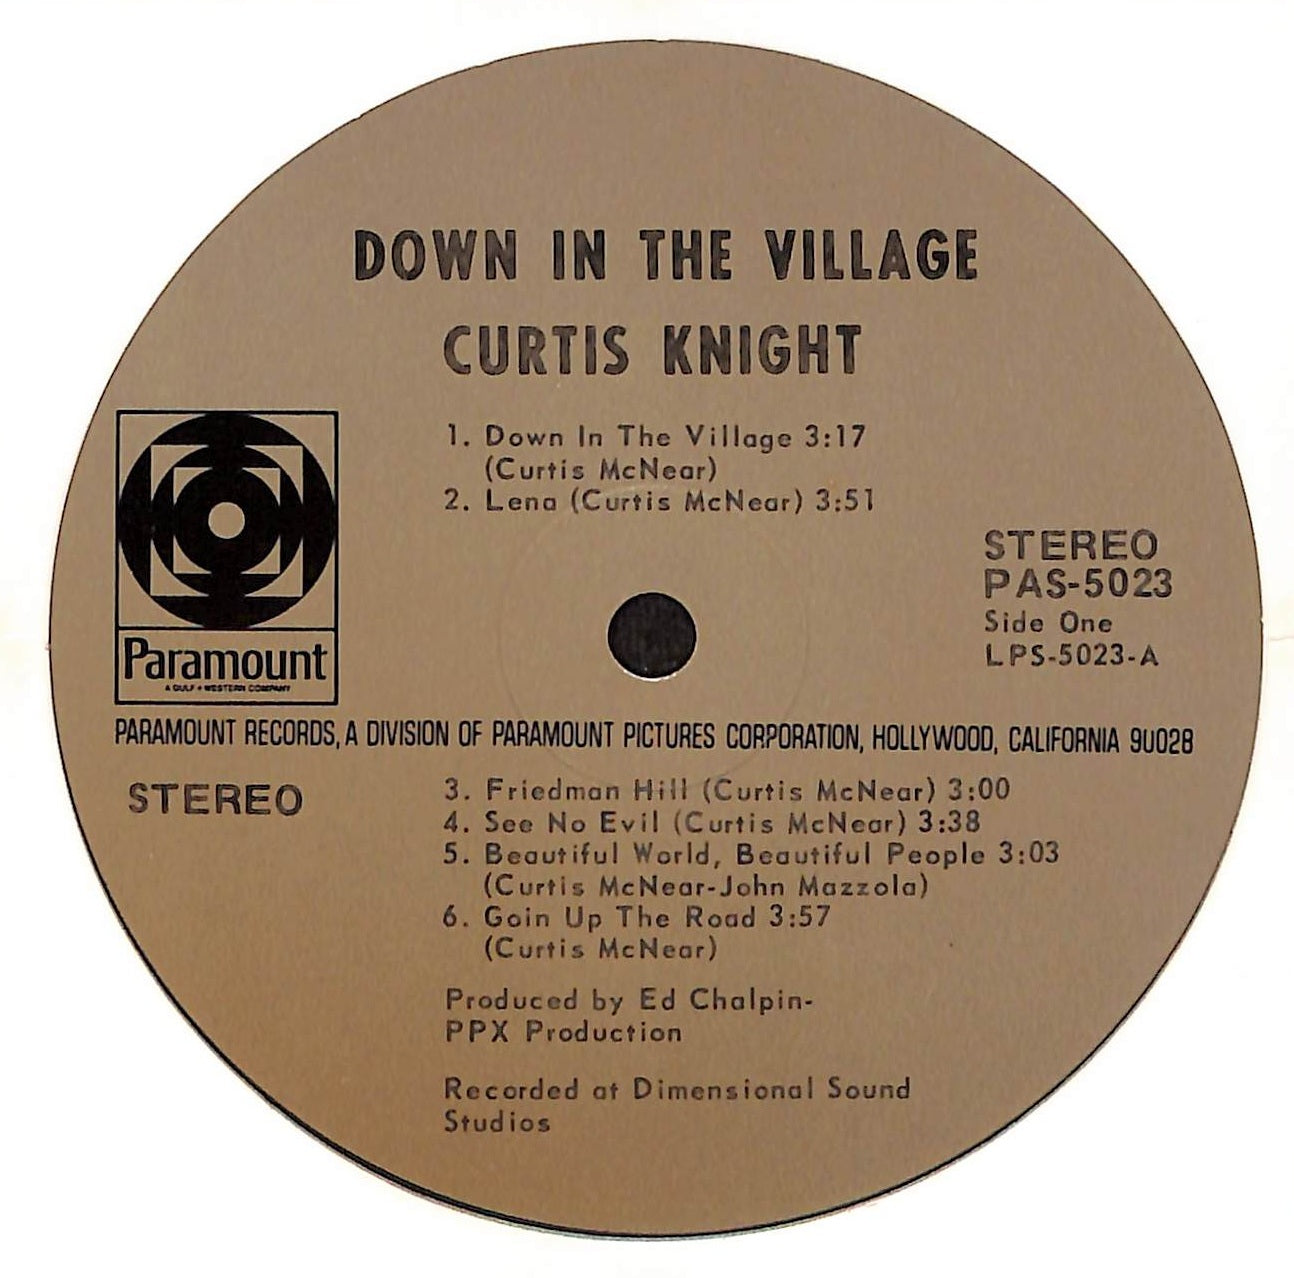 DOWN IN THE VILLAGE
CURTIS KNIGHT
1. Down In The Village 3:17
(Curtis McNear)
2. Lena (Curtis McNear) 3:51
STEREO
PAS-5023
Side One
LPS-5023-A
Paramount
A GULF + WESTERN COMPANY
PARAMOUNT RECORDS, A DIVISION OF PARAMOUNT PICTURES CORPORATION, HOLLYWOOD, CALIFORNIA 90028
STEREO
3. Friedman Hill (Curtis McNear) 3:00
4. See No Evil (Curtis McNear) 3:38
5. Beautiful World, Beautiful People 3:03
(Curtis McNear-John Mazzola)
6. Goin Up The Road 3:57
(Curtis McNear)
Produced by Ed Chalpin-
PPX Production
Recorded at Dimensional Sound
Studios